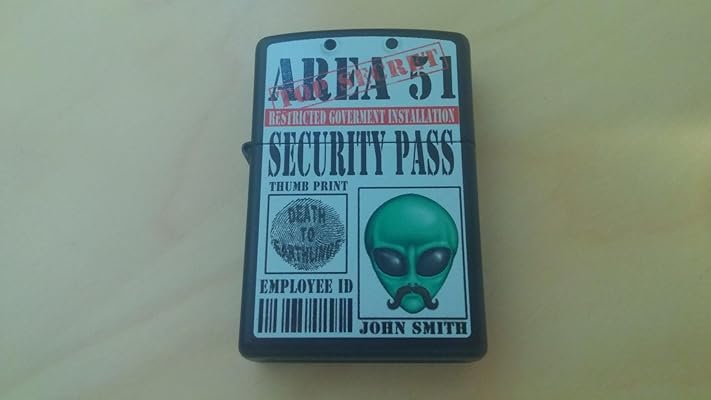 AREA 51
TOP SECRET
RESTRICTED GOVERMENT INSTALLATION
SECURITY PASS
THUMB PRINT
DEATH
TO
EARTHLINGS
EMPLOYEE ID
JOHN SMITH